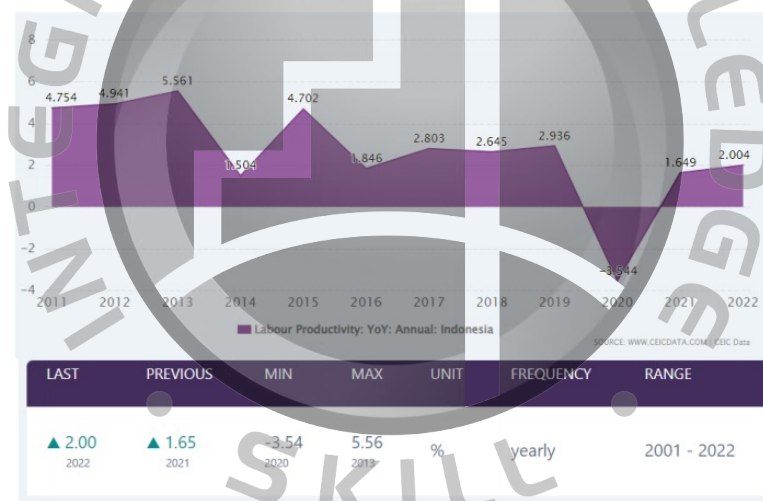 8
6
4
2
0
-2
-4
4.754
4.941
5.561
1.504
4.702
1.846
2.803
2.645
2.936
-3.544
1.649
2.004
2011 2012 2013 2014 2015 2016 2017 2018 2019 2020 2021 2022
Labour Productivity: YoY: Annual: Indonesia
SOURCE: WWW.CEICDATA.COM | CEIC Data
LAST PREVIOUS MIN MAX UNIT FREQUENCY RANGE
▲ 2.00 ▲ 1.65 -3.54 5.56 % yearly 2001 - 2022
2022 2021 2020 2013
SKILL